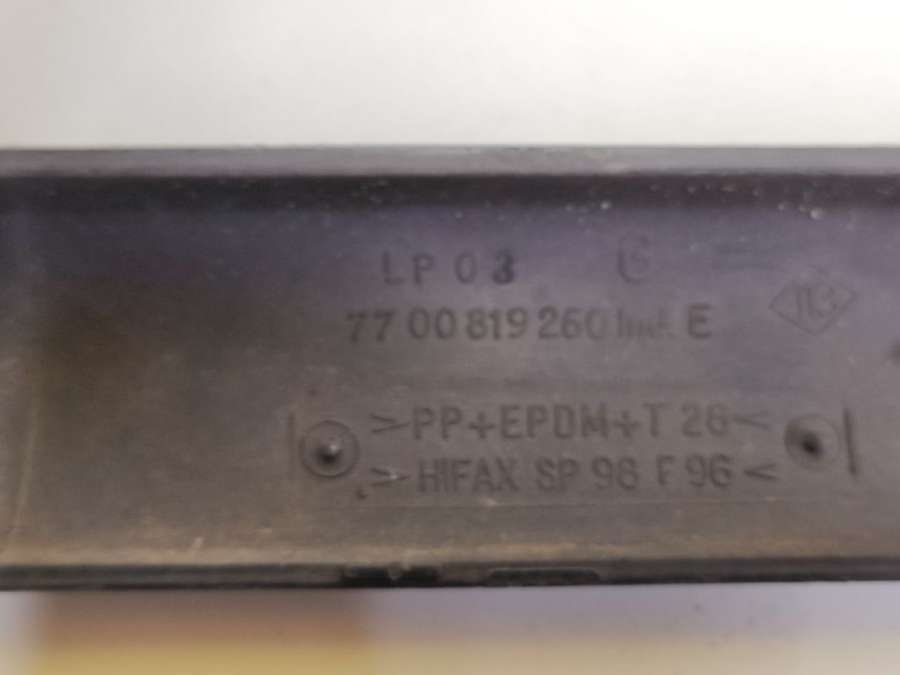 LP 03 G
77 00 819 260 Ind. E
>PP+EPDM+T 26<
>HIFAX SP 98 F 96<